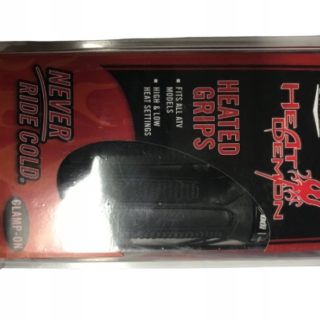 HEAT
DEMON
HEATED
GRIPS
• FITS ALL ATV
MODELS
• HIGH & LOW
HEAT SETTINGS
NEVER
RIDE COLD.
CLAMP-ON